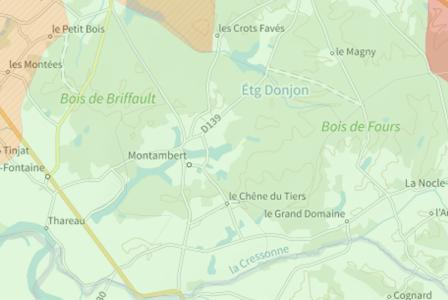 le Petit Bois
les Crots Favés
le Magny
les Montées
Étg Donjon
Bois de Briffault
D139
Bois de Fours
Tinjat
Montambert
-Fontaine
La Nocle-
le Chêne du Tiers
le Grand Domaine
l'A
Thareau
la Cressonne
Cognard